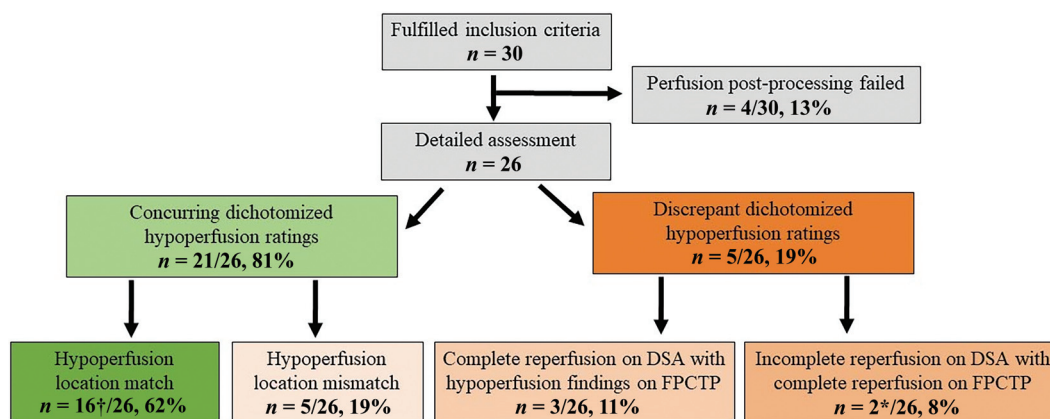 Fulfilled inclusion criteria
n = 30
Perfusion post-processing failed
n = 4/30, 13%
Detailed assessment
n = 26
Concurring dichotomized
hypoperfusion ratings
n = 21/26, 81%
Discrepant dichotomized
hypoperfusion ratings
n = 5/26, 19%
Hypoperfusion
location match
n = 16†/26, 62%
Hypoperfusion
location mismatch
n = 5/26, 19%
Complete reperfusion on DSA with
hypoperfusion findings on FPCTP
n = 3/26, 11%
Incomplete reperfusion on DSA with
complete reperfusion on FPCTP
n = 2*/26, 8%